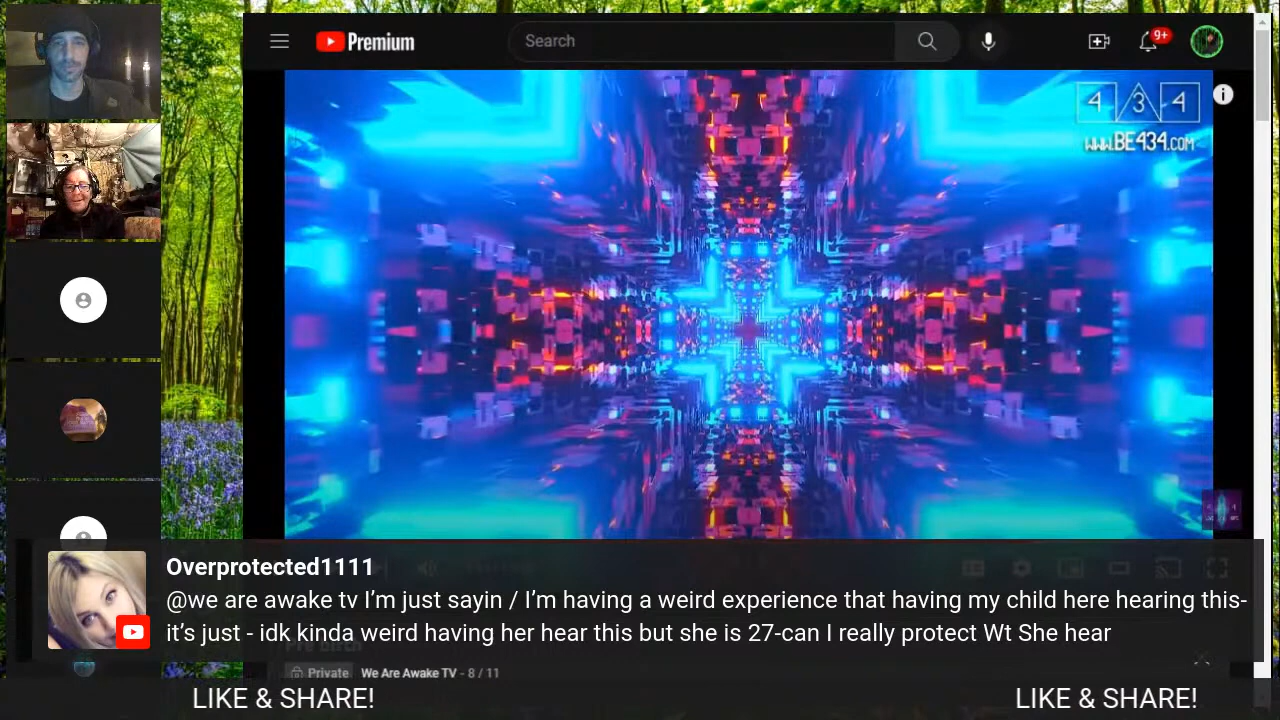 Premium
Search
9+
4 3 4
www.BE434.com
Overprotected1111
@we are awake tv I'm just sayin / I'm having a weird experience that having my child here hearing this-
it's just - idk kinda weird having her hear this but she is 27-can I really protect Wt She hear
Private We Are Awake TV - 8 / 11
LIKE & SHARE! LIKE & SHARE!